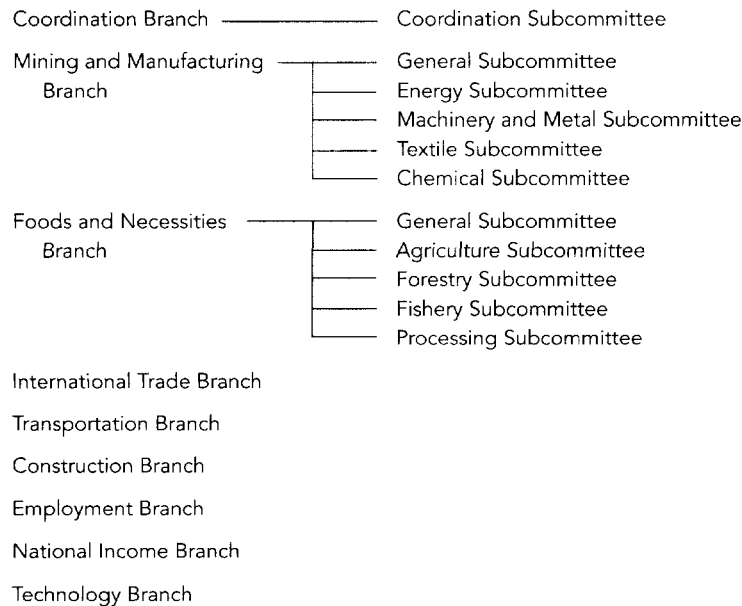 Coordination Branch Coordination Subcommittee
Mining and Manufacturing General Subcommittee
Branch Energy Subcommittee
Machinery and Metal Subcommittee
Textile Subcommittee
Chemical Subcommittee
Foods and Necessities General Subcommittee
Branch Agriculture Subcommittee
Forestry Subcommittee
Fishery Subcommittee
Processing Subcommittee
International Trade Branch
Transportation Branch
Construction Branch
Employment Branch
National Income Branch
Technology Branch